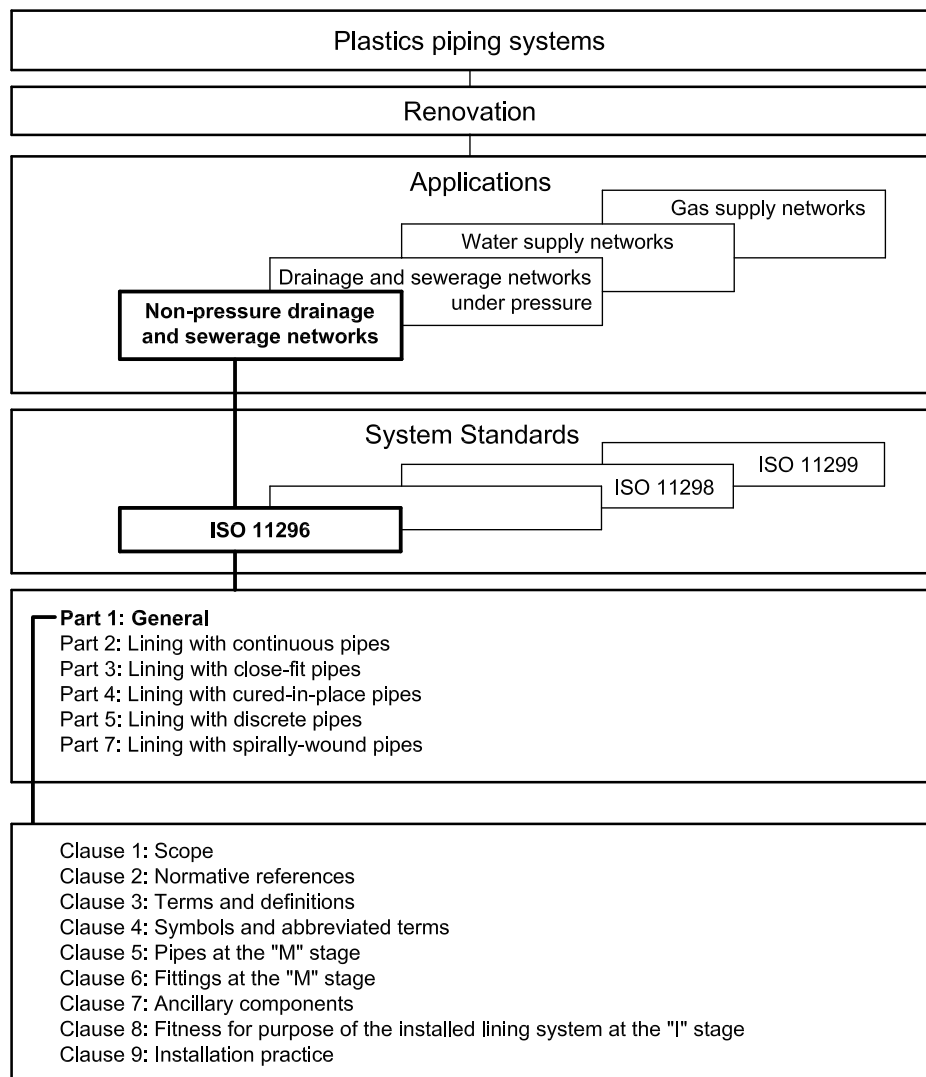 Plastics piping systems
Renovation
Applications
Gas supply networks
Water supply networks
Drainage and sewerage networks
under pressure
Non-pressure drainage
and sewerage networks
System Standards
ISO 11299
ISO 11298
ISO 11296
Part 1: General
Part 2: Lining with continuous pipes
Part 3: Lining with close-fit pipes
Part 4: Lining with cured-in-place pipes
Part 5: Lining with discrete pipes
Part 7: Lining with spirally-wound pipes
Clause 1: Scope
Clause 2: Normative references
Clause 3: Terms and definitions
Clause 4: Symbols and abbreviated terms
Clause 5: Pipes at the "M" stage
Clause 6: Fittings at the "M" stage
Clause 7: Ancillary components
Clause 8: Fitness for purpose of the installed lining system at the "I" stage
Clause 9: Installation practice